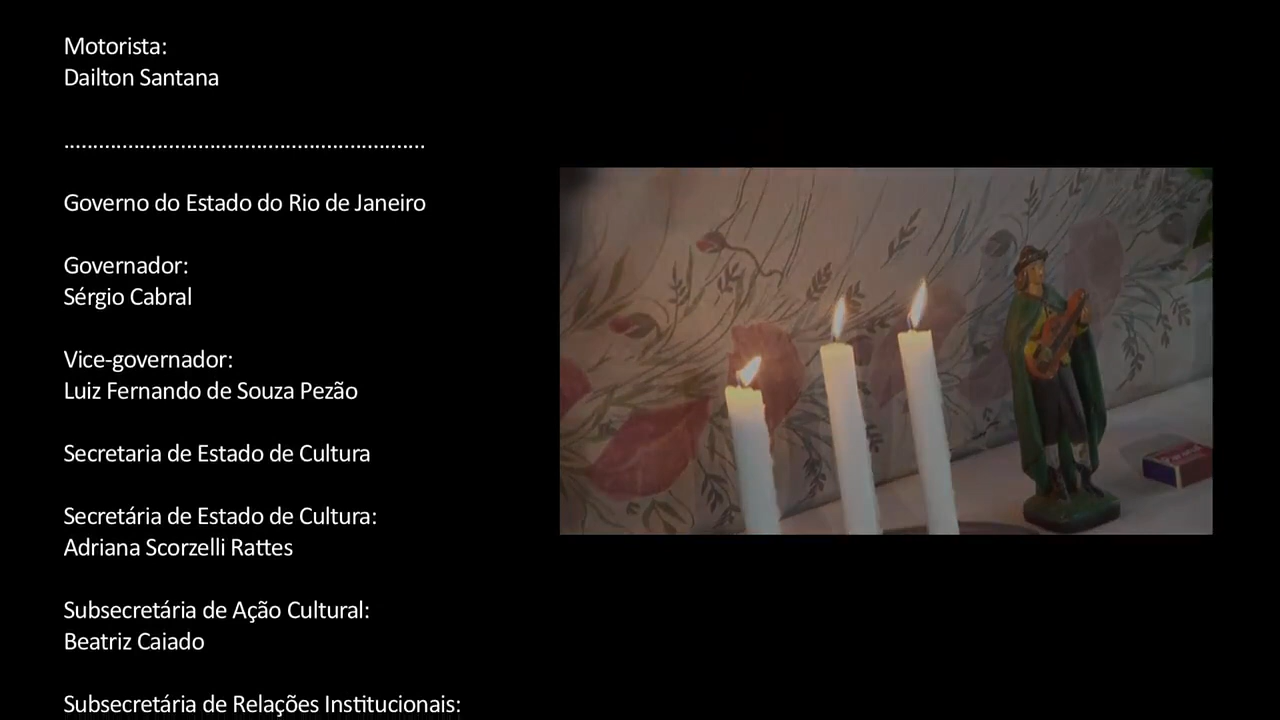 Motorista:
Dailton Santana
................................................................
Governo do Estado do Rio de Janeiro
Governador:
Sérgio Cabral
Vice-governador:
Luiz Fernando de Souza Pezão
Secretaria de Estado de Cultura
Secretária de Estado de Cultura:
Adriana Scorzelli Rattes
Subsecretária de Ação Cultural:
Beatriz Caiado
Subsecretária de Relações Institucionais: